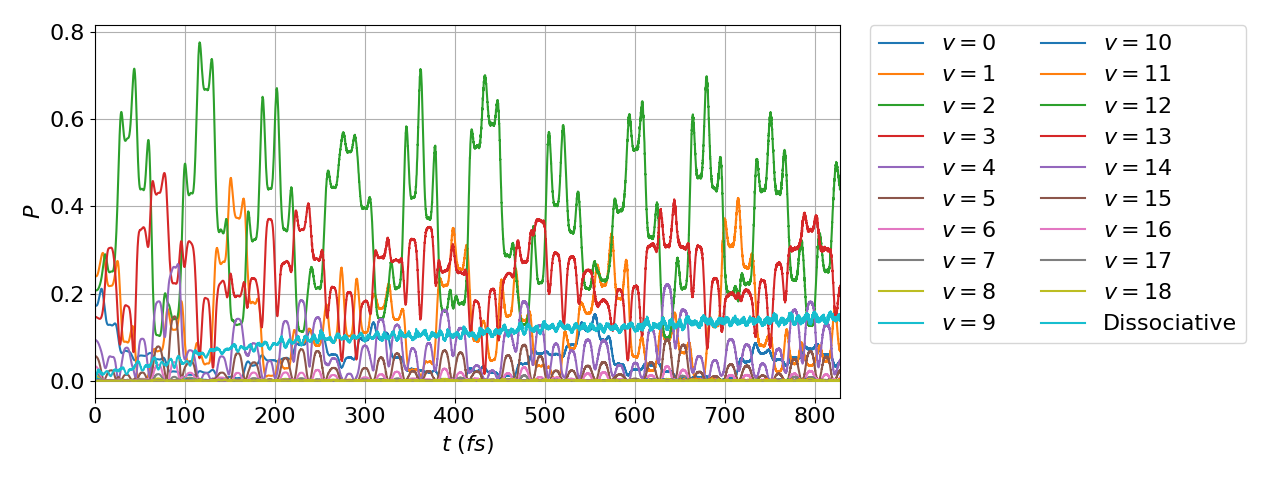 P
0.8
0.6
0.4
0.2
0.0
0 100 200 300 400 500 600 700 800
t (fs)
v = 0
v = 1
v = 2
v = 3
v = 4
v = 5
v = 6
v = 7
v = 8
v = 9
v = 10
v = 11
v = 12
v = 13
v = 14
v = 15
v = 16
v = 17
v = 18
Dissociative